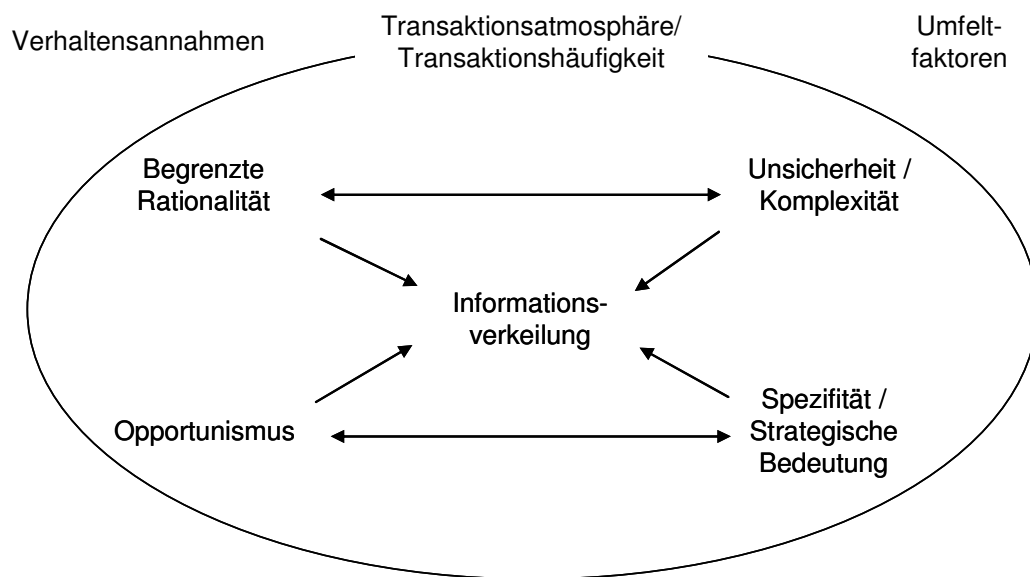 Verhaltensannahmen
Transaktionsatmosphäre/
Transaktionshäufigkeit
Umfelt-
faktoren
Begrenzte
Rationalität
Unsicherheit /
Komplexität
Informations-
verkeilung
Opportunismus
Spezifität /
Strategische
Bedeutung